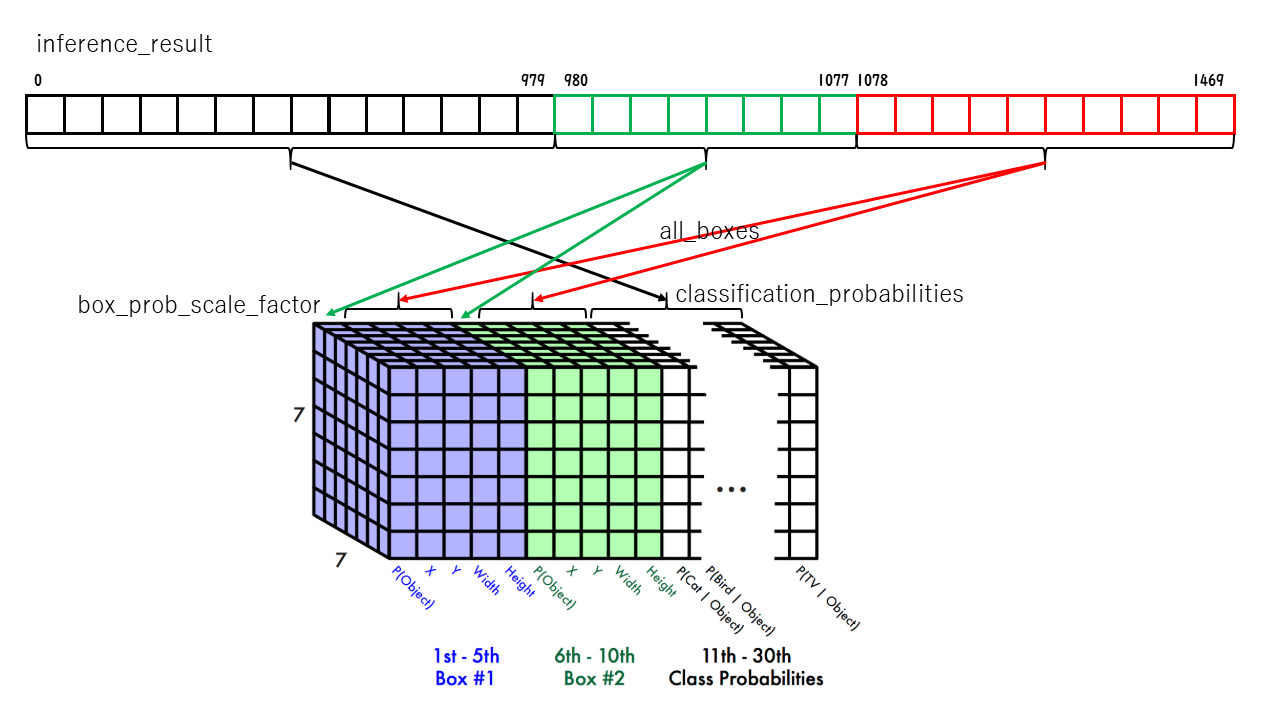 inference_result
0 979 980 1077 1078 1469
all_boxes
box_prob_scale_factor classification_probabilities
7
...
7
P(Object) X Y Width Height P(Object) X Y Width Height P(Cat | Object) P(Bird | Object) P(TV | Object)
1st - 5th 6th - 10th 11th - 30th
Box #1 Box #2 Class Probabilities